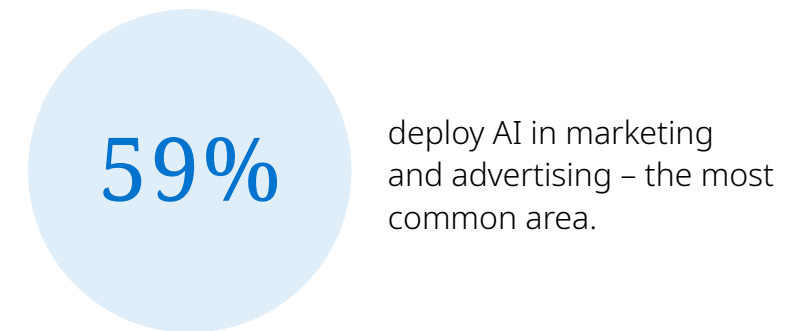 59%
deploy AI in marketing
and advertising – the most
common area.